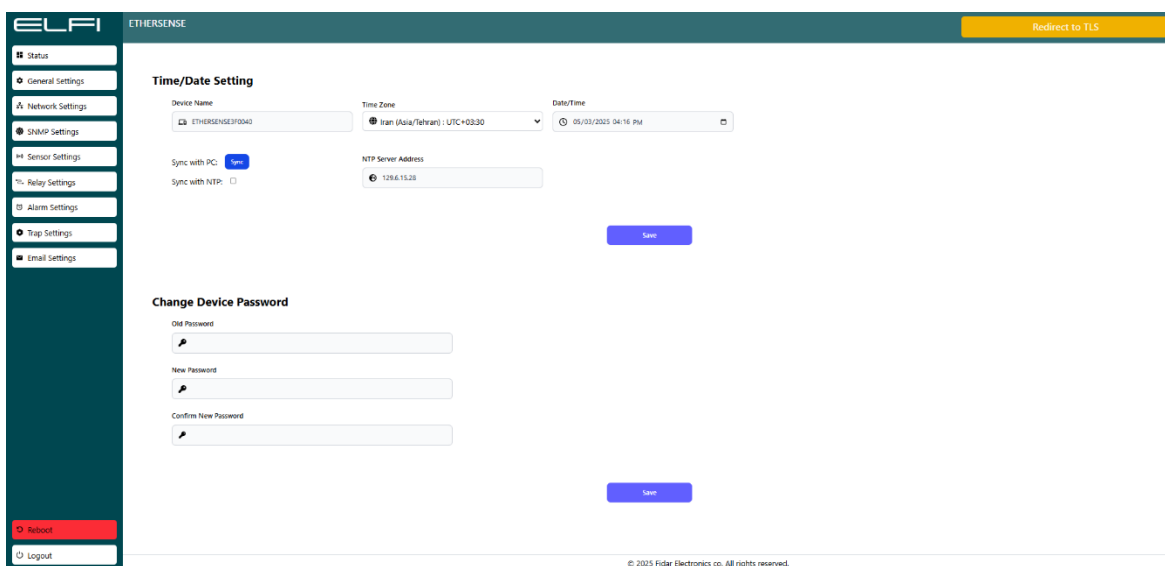 ELFI
ETHERSENSE
Redirect to TLS
Status
General Settings
Network Settings
SNMP Settings
Sensor Settings
Relay Settings
Alarm Settings
Trap Settings
Email Settings
Reboot
Logout
Time/Date Setting
Device Name
ETHERSENSE3F0040
Time Zone
Iran (Asia/Tehran) : UTC+03:30
Date/Time
05/03/2025 04:16 PM
Sync with PC: Sync
Sync with NTP:
NTP Server Address
129.6.15.28
Save
Change Device Password
Old Password
New Password
Confirm New Password
Save
© 2025 Fidar Electronics co. All rights reserved.